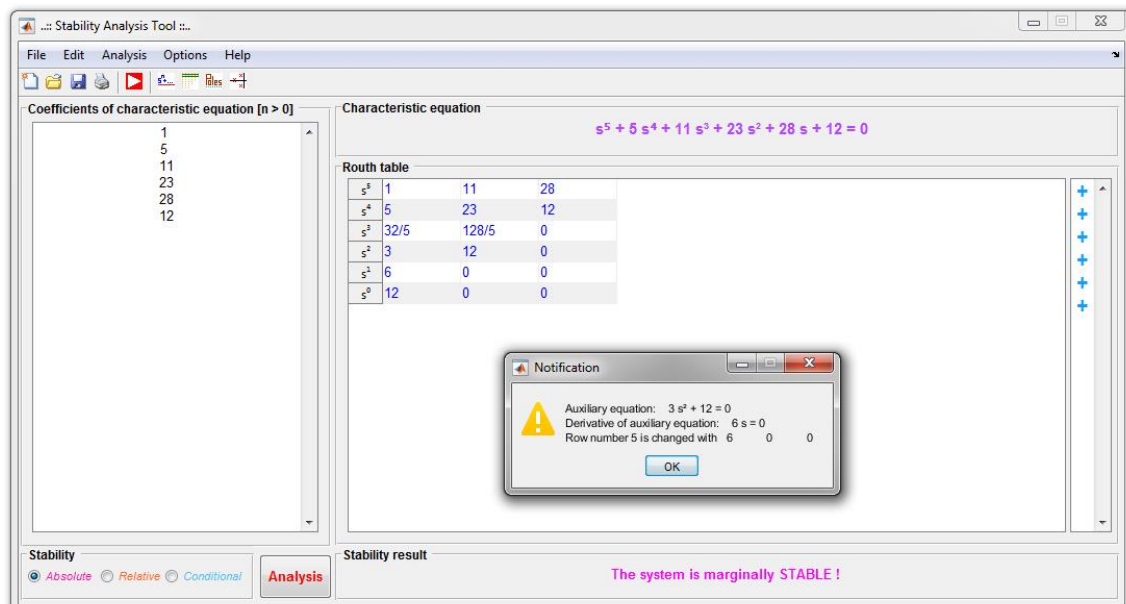 ..:: Stability Analysis Tool ::..
File Edit Analysis Options Help
Poles
Coefficients of characteristic equation [n > 0]
1
5
11
23
28
12
Characteristic equation
s⁵ + 5 s⁴ + 11 s³ + 23 s² + 28 s + 12 = 0
Routh table
s⁵ 1 11 28
s⁴ 5 23 12
s³ 32/5 128/5 0
s² 3 12 0
s¹ 6 0 0
s⁰ 12 0 0
Notification
Auxiliary equation: 3 s² + 12 = 0
Derivative of auxiliary equation: 6 s = 0
Row number 5 is changed with 6 0 0
OK
Stability
Absolute Relative Conditional
Analysis
Stability result
The system is marginally STABLE !